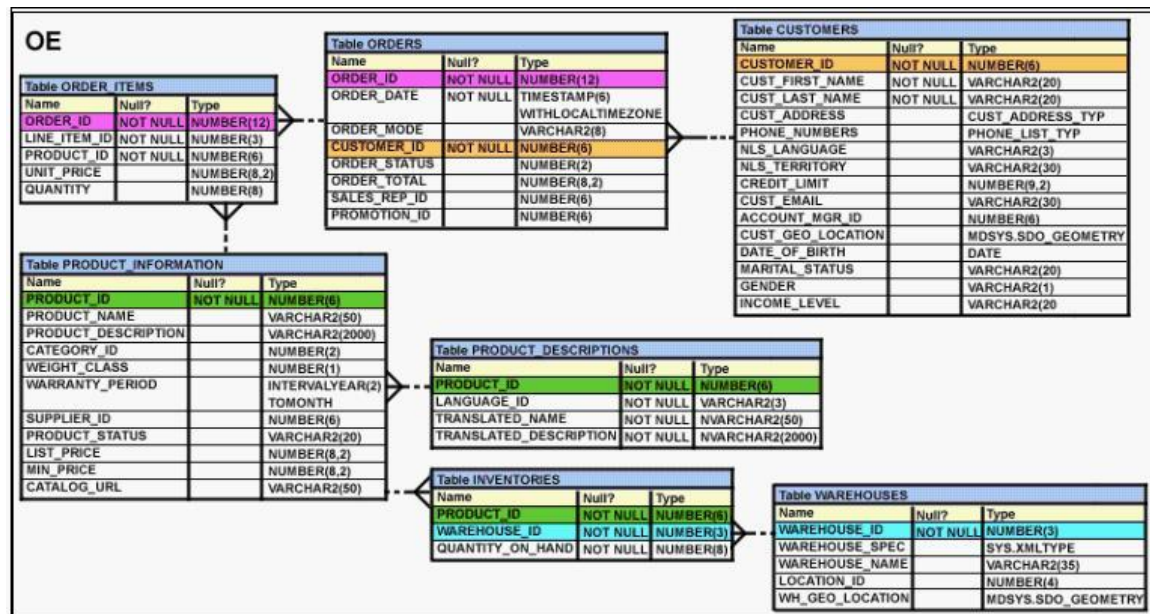 OE
Table ORDER_ITEMS
Name Null? Type
ORDER_ID NOT NULL NUMBER(12)
LINE_ITEM_ID NOT NULL NUMBER(3)
PRODUCT_ID NOT NULL NUMBER(6)
UNIT_PRICE NUMBER(8,2)
QUANTITY NUMBER(8)
Table ORDERS
Name Null? Type
ORDER_ID NOT NULL NUMBER(12)
ORDER_DATE NOT NULL TIMESTAMP(6)
WITHLOCALTIMEZONE
ORDER_MODE VARCHAR2(8)
CUSTOMER_ID NOT NULL NUMBER(6)
ORDER_STATUS NUMBER(2)
ORDER_TOTAL NUMBER(8,2)
SALES_REP_ID NUMBER(6)
PROMOTION_ID NUMBER(6)
Table CUSTOMERS
Name Null? Type
CUSTOMER_ID NOT NULL NUMBER(6)
CUST_FIRST_NAME NOT NULL VARCHAR2(20)
CUST_LAST_NAME NOT NULL VARCHAR2(20)
CUST_ADDRESS CUST_ADDRESS_TYP
PHONE_NUMBERS PHONE_LIST_TYP
NLS_LANGUAGE VARCHAR2(3)
NLS_TERRITORY VARCHAR2(30)
CREDIT_LIMIT NUMBER(9,2)
CUST_EMAIL VARCHAR2(30)
ACCOUNT_MGR_ID NUMBER(6)
CUST_GEO_LOCATION MDSYS.SDO_GEOMETRY
DATE_OF_BIRTH DATE
MARITAL_STATUS VARCHAR2(20)
GENDER VARCHAR2(1)
INCOME_LEVEL VARCHAR2(20
Table PRODUCT_INFORMATION
Name Null? Type
PRODUCT_ID NOT NULL NUMBER(6)
PRODUCT_NAME VARCHAR2(50)
PRODUCT_DESCRIPTION VARCHAR2(2000)
CATEGORY_ID NUMBER(2)
WEIGHT_CLASS NUMBER(1)
WARRANTY_PERIOD INTERVALYEAR(2)
TOMONTH
SUPPLIER_ID NUMBER(6)
PRODUCT_STATUS VARCHAR2(20)
LIST_PRICE NUMBER(8,2)
MIN_PRICE NUMBER(8,2)
CATALOG_URL VARCHAR2(50)
Table PRODUCT_DESCRIPTIONS
Name Null? Type
PRODUCT_ID NOT NULL NUMBER(6)
LANGUAGE_ID NOT NULL VARCHAR2(3)
TRANSLATED_NAME NOT NULL NVARCHAR2(50)
TRANSLATED_DESCRIPTION NOT NULL NVARCHAR2(2000)
Table INVENTORIES
Name Null? Type
PRODUCT_ID NOT NULL NUMBER(6)
WAREHOUSE_ID NOT NULL NUMBER(3)
QUANTITY_ON_HAND NOT NULL NUMBER(8)
Table WAREHOUSES
Name Null? Type
WAREHOUSE_ID NOT NULL NUMBER(3)
WAREHOUSE_SPEC SYS.XMLTYPE
WAREHOUSE_NAME VARCHAR2(35)
LOCATION_ID NUMBER(4)
WH_GEO_LOCATION MDSYS.SDO_GEOMETRY